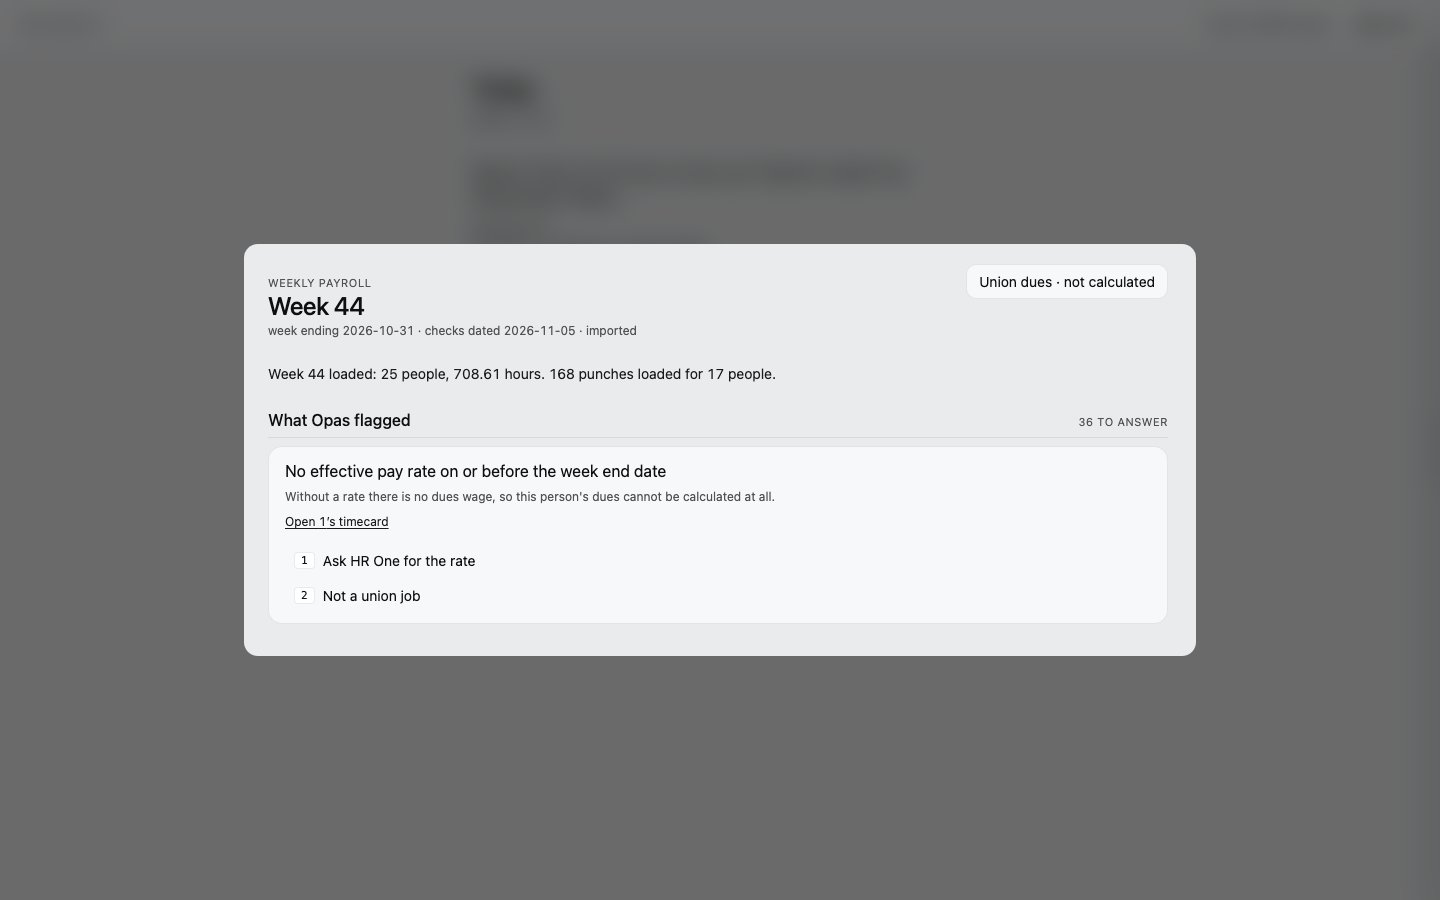 WEEKLY PAYROLL
Week 44
week ending 2026-10-31 · checks dated 2026-11-05 · imported
Union dues · not calculated
Week 44 loaded: 25 people, 708.61 hours. 168 punches loaded for 17 people.
What Opas flagged
36 TO ANSWER
No effective pay rate on or before the week end date
Without a rate there is no dues wage, so this person's dues cannot be calculated at all.
Open 1's timecard
1 Ask HR One for the rate
2 Not a union job